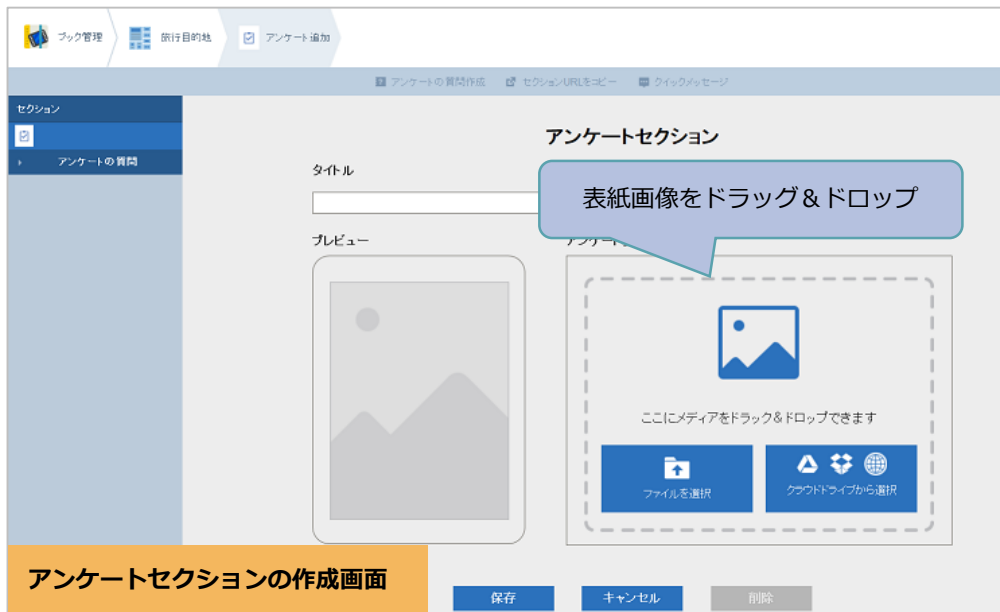 ブック管理 旅行目的地 アンケート追加
アンケートの質問作成 セクションURLをコピー クイックメッセージ
セクション
アンケートの質問
アンケートセクション
タイトル
表紙画像をドラッグ＆ドロップ
プレビュー
ここにメディアをドラック&ドロップできます
ファイルを選択 クラウドドライブから選択
アンケートセクションの作成画面
保存 キャンセル 削除